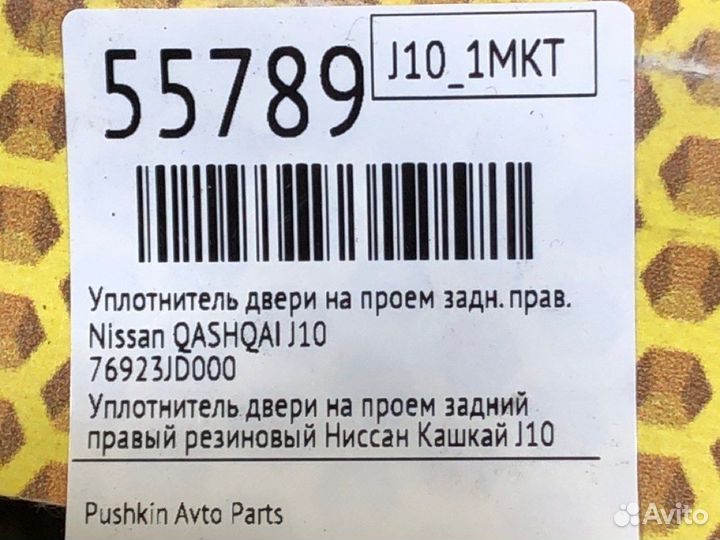 55789
J10_1MKT
Уплотнитель двери на проем задн. прав.
Nissan QASHQAI J10
76923JD000
Уплотнитель двери на проем задний
правый резиновый Ниссан Кашкай J10
Pushkin Avto Parts
Avito